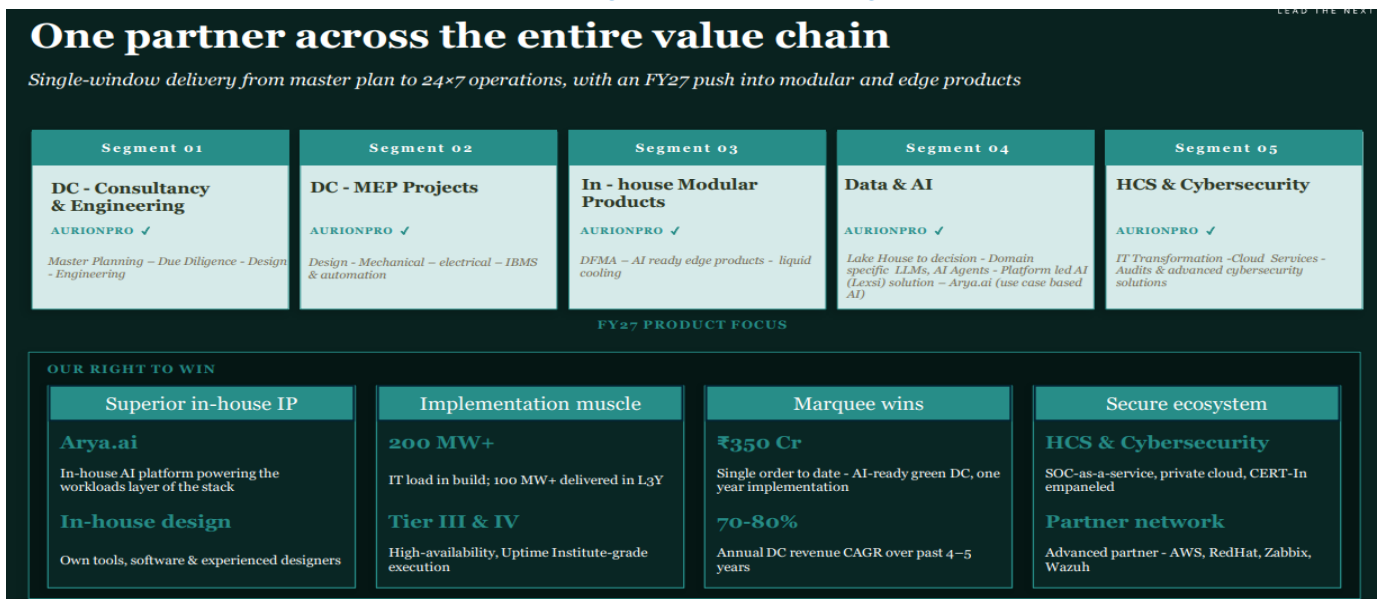 LEAD THE NEXT
One partner across the entire value chain
Single-window delivery from master plan to 24×7 operations, with an FY27 push into modular and edge products
Segment 01
DC - Consultancy
& Engineering
AURIONPRO ✓
Master Planning – Due Diligence - Design
- Engineering
Segment 02
DC - MEP Projects
AURIONPRO ✓
Design - Mechanical – electrical – IBMS
& automation
Segment 03
In - house Modular
Products
AURIONPRO ✓
DFMA – AI ready edge products - liquid
cooling
Segment 04
Data & AI
AURIONPRO ✓
Lake House to decision - Domain
specific LLMs, AI Agents - Platform led AI
(Lexsi) solution – Arya.ai (use case based
AI)
Segment 05
HCS & Cybersecurity
AURIONPRO ✓
IT Transformation -Cloud Services -
Audits & advanced cybersecurity
solutions
FY27 PRODUCT FOCUS
OUR RIGHT TO WIN
Superior in-house IP
Arya.ai
In-house AI platform powering the
workloads layer of the stack
In-house design
Own tools, software & experienced designers
Implementation muscle
200 MW+
IT load in build; 100 MW+ delivered in L3Y
Tier III & IV
High-availability, Uptime Institute-grade
execution
Marquee wins
₹350 Cr
Single order to date - AI-ready green DC, one
year implementation
70-80%
Annual DC revenue CAGR over past 4–5
years
Secure ecosystem
HCS & Cybersecurity
SOC-as-a-service, private cloud, CERT-In
empaneled
Partner network
Advanced partner - AWS, RedHat, Zabbix,
Wazuh